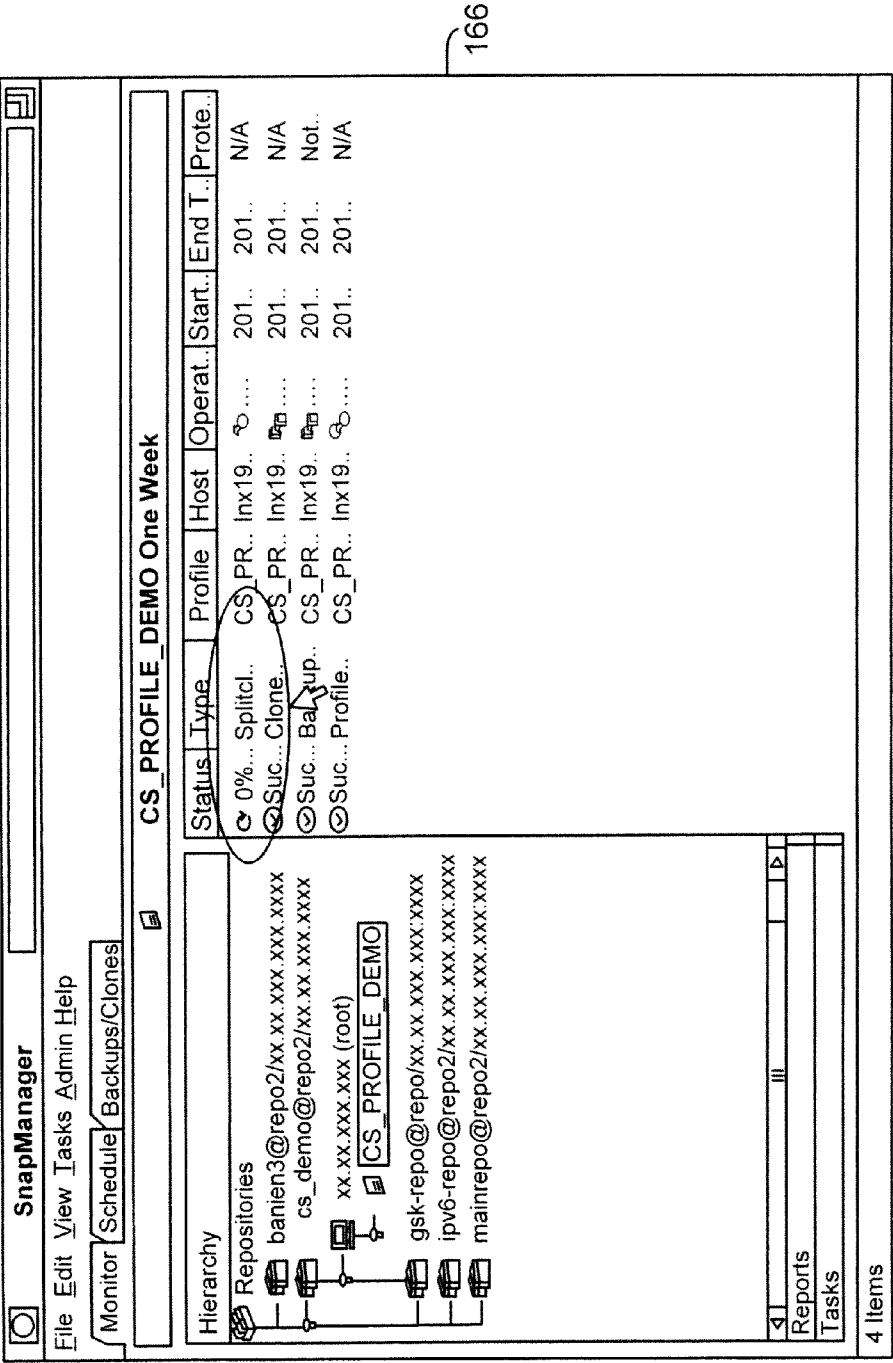 SnapManager
File Edit View Tasks Admin Help
Monitor Schedule Backups/Clones
CS_PROFILE_DEMO One Week
Hierarchy
Repositories
banien3@repo2/xx.xx.xxx.xxx.xxxx
cs_demo@repo2/xx.xx.xxx.xxx.xxxx
xx.xx.xxx.xxx (root)
CS_PROFILE_DEMO
gsk-repo@repo/xx.xx.xxx.xxx:xxxx
ipv6-repo@repo2/xx.xx.xxx.xxx:xxxx
mainrepo@repo2/xx.xx.xxx.xxx:xxxx
Reports
Tasks
Status Type Profile Host Operat.. Start.. End T.. Prote..
0%... Splitcl.. CS_PR.. lnx19.. .... 201.. 201.. N/A
Suc... Clone.. CS_PR.. lnx19.. .... 201.. 201.. N/A
Suc... Backup.. CS_PR.. lnx19.. .... 201.. 201.. Not..
Suc... Profile.. CS_PR.. lnx19.. .... 201.. 201.. N/A
4 Items
166